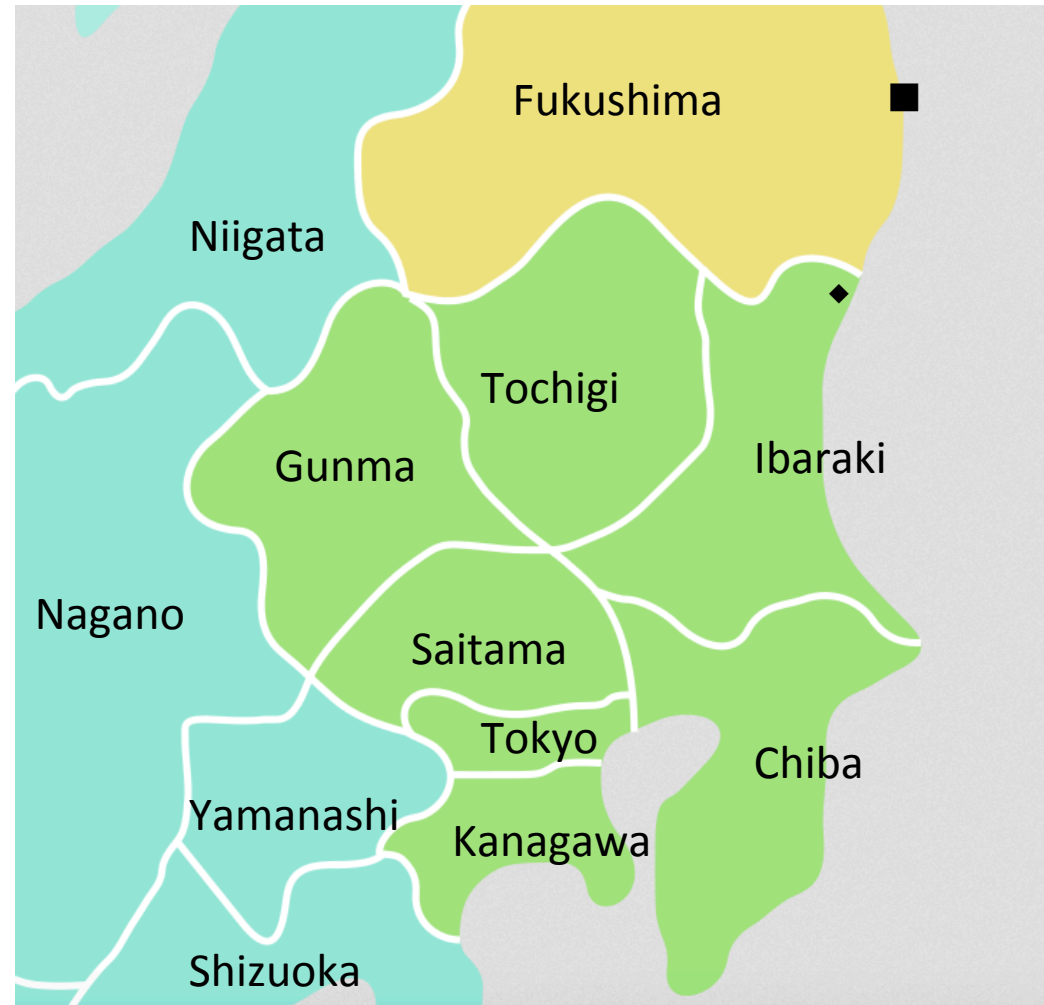 Fukushima
Niigata
Tochigi
Ibaraki
Gunma
Nagano
Saitama
Tokyo
Chiba
Yamanashi
Kanagawa
Shizuoka